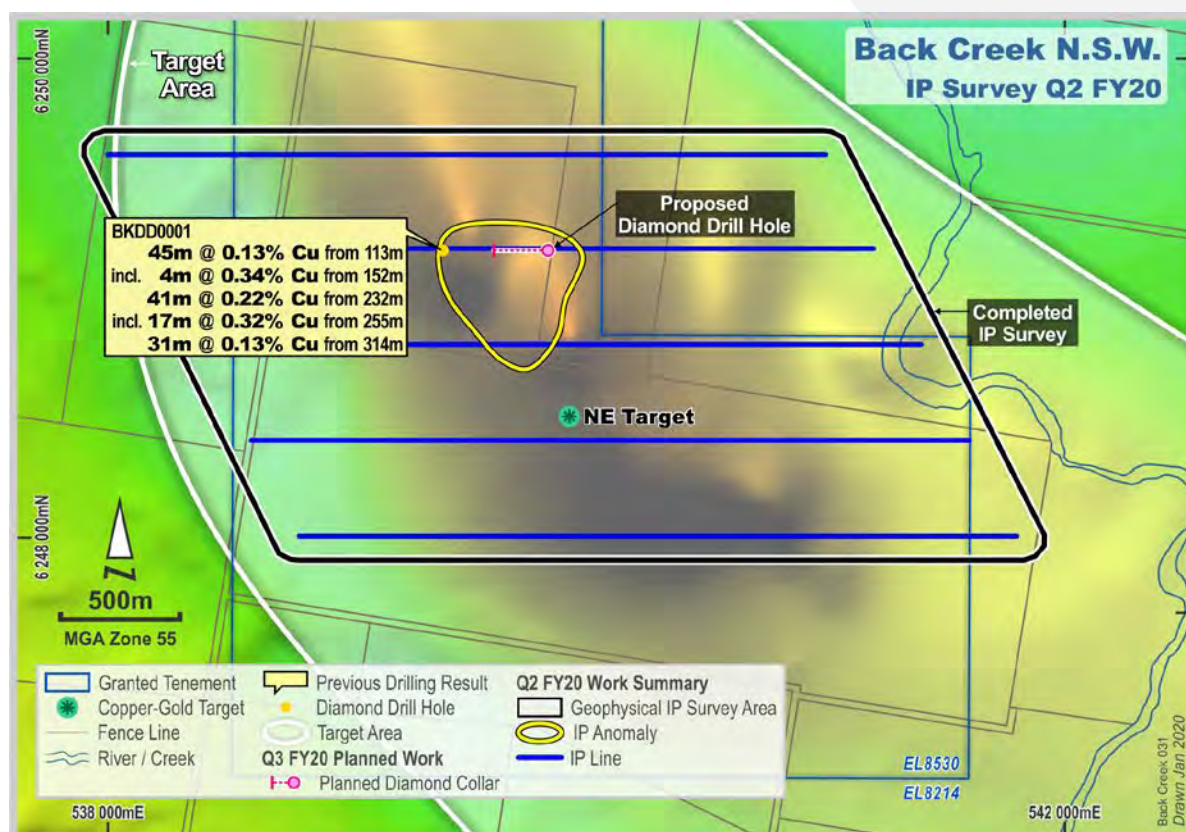 Back Creek N.S.W.
IP Survey Q2 FY20
Target
Area
6 250 000mN
Proposed
Diamond Drill Hole
BKDD0001
45m @ 0.13% Cu from 113m
incl. 4m @ 0.34% Cu from 152m
41m @ 0.22% Cu from 232m
incl. 17m @ 0.32% Cu from 255m
31m @ 0.13% Cu from 314m
Completed
IP Survey
NE Target
6 248 000mN
N
500m
MGA Zone 55
Granted Tenement
Copper-Gold Target
Fence Line
River / Creek
Previous Drilling Result
Diamond Drill Hole
Target Area
Q3 FY20 Planned Work
Planned Diamond Collar
Q2 FY20 Work Summary
Geophysical IP Survey Area
IP Anomaly
IP Line
EL8530
EL8214
538 000mE
542 000mE
Back Creek 031
Drawn Jan 2020